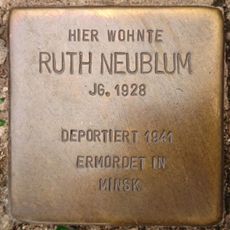 HIER WOHNTE
RUTH NEUBLUM
JG. 1928
DEPORTIERT 1941
ERMORDET IN
MINSK